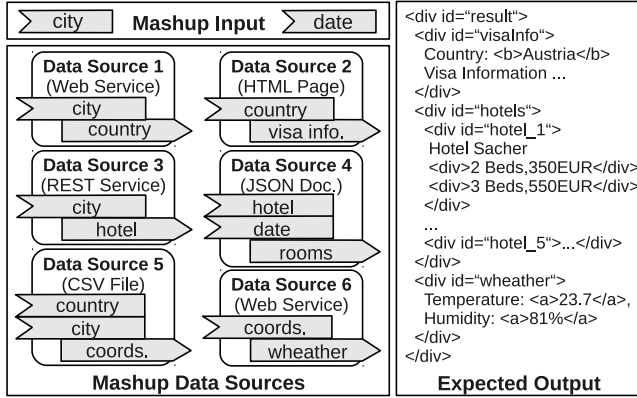 Mashup Input
city
date
Data Source 1
(Web Service)
city
country
Data Source 2
(HTML Page)
country
visa info.
Data Source 3
(REST Service)
city
hotel
Data Source 4
(JSON Doc.)
hotel
date
rooms
Data Source 5
(CSV File)
country
city
coords.
Data Source 6
(Web Service)
coords.
wheather
Mashup Data Sources
<div id=“result“>
<div id=“visaInfo“>
Country: <b>Austria</b>
Visa Information ...
</div>
<div id=“hotels“>
<div id=“hotel_1“>
Hotel Sacher
<div>2 Beds,350EUR</div>
<div>3 Beds,550EUR</div>
</div>
...
<div id=“hotel_5“>...</div>
</div>
<div id=“wheather“>
Temperature: <a>23.7</a>,
Humidity: <a>81%</a>
</div>
</div>
Expected Output